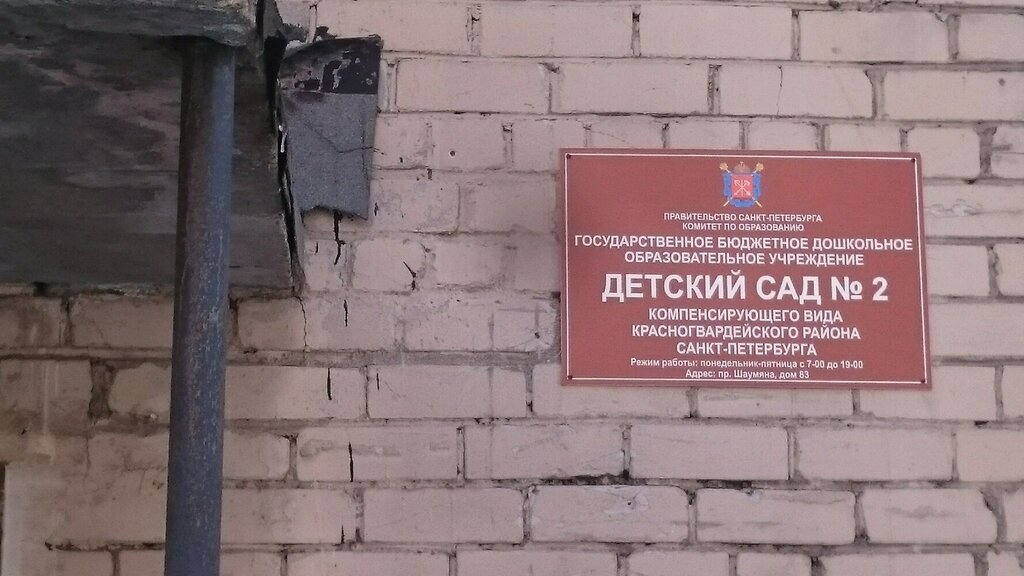 ПРАВИТЕЛЬСТВО САНКТ-ПЕТЕРБУРГА
КОМИТЕТ ПО ОБРАЗОВАНИЮ
ГОСУДАРСТВЕННОЕ БЮДЖЕТНОЕ ДОШКОЛЬНОЕ
ОБРАЗОВАТЕЛЬНОЕ УЧРЕЖДЕНИЕ
ДЕТСКИЙ САД № 2
КОМПЕНСИРУЮЩЕГО ВИДА
КРАСНОГВАРДЕЙСКОГО РАЙОНА
САНКТ-ПЕТЕРБУРГА
Режим работы: понедельник-пятница с 7-00 до 19-00
Адрес: пр. Шаумяна, дом 83